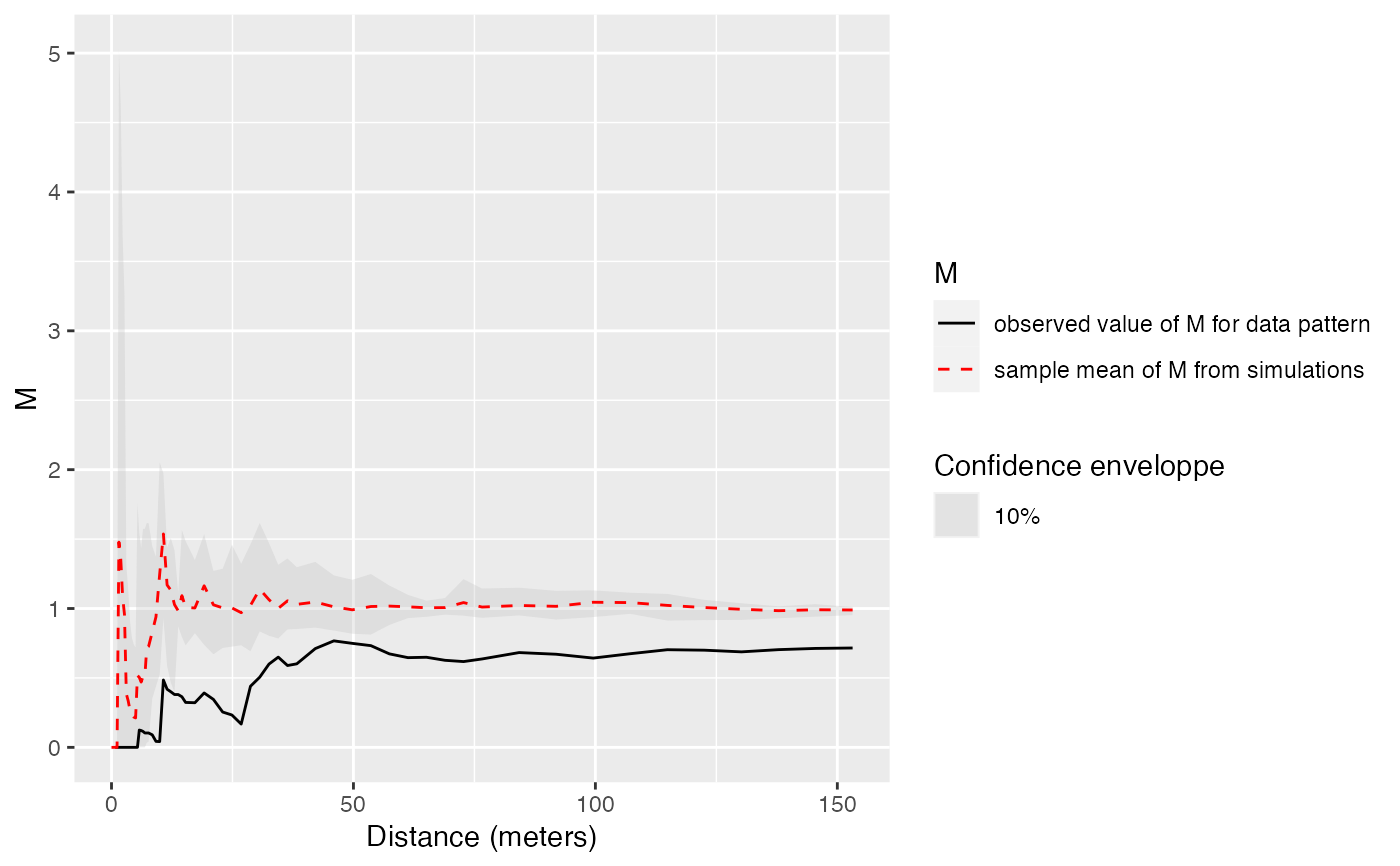 5
4
3
2
1
0
M
0
50
100
150
Distance (meters)
M
observed value of M for data pattern
sample mean of M from simulations
Confidence enveloppe
10%